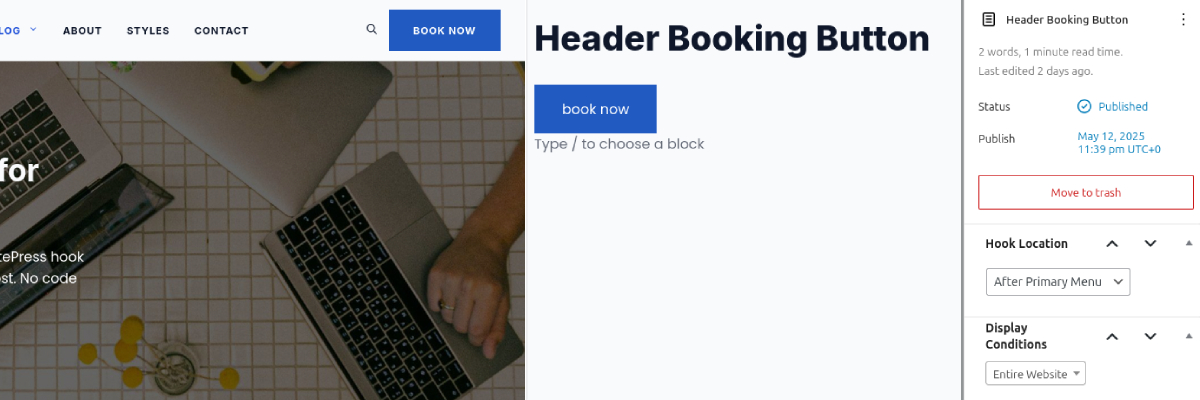 LOG ABOUT STYLES CONTACT BOOK NOW
for
tePress hook
st. No code
Header Booking Button
book now
Type / to choose a block
Header Booking Button
2 words, 1 minute read time.
Last edited 2 days ago.
Status Published
Publish May 12, 2025
11:39 pm UTC+0
Move to trash
Hook Location
After Primary Menu
Display
Conditions
Entire Website